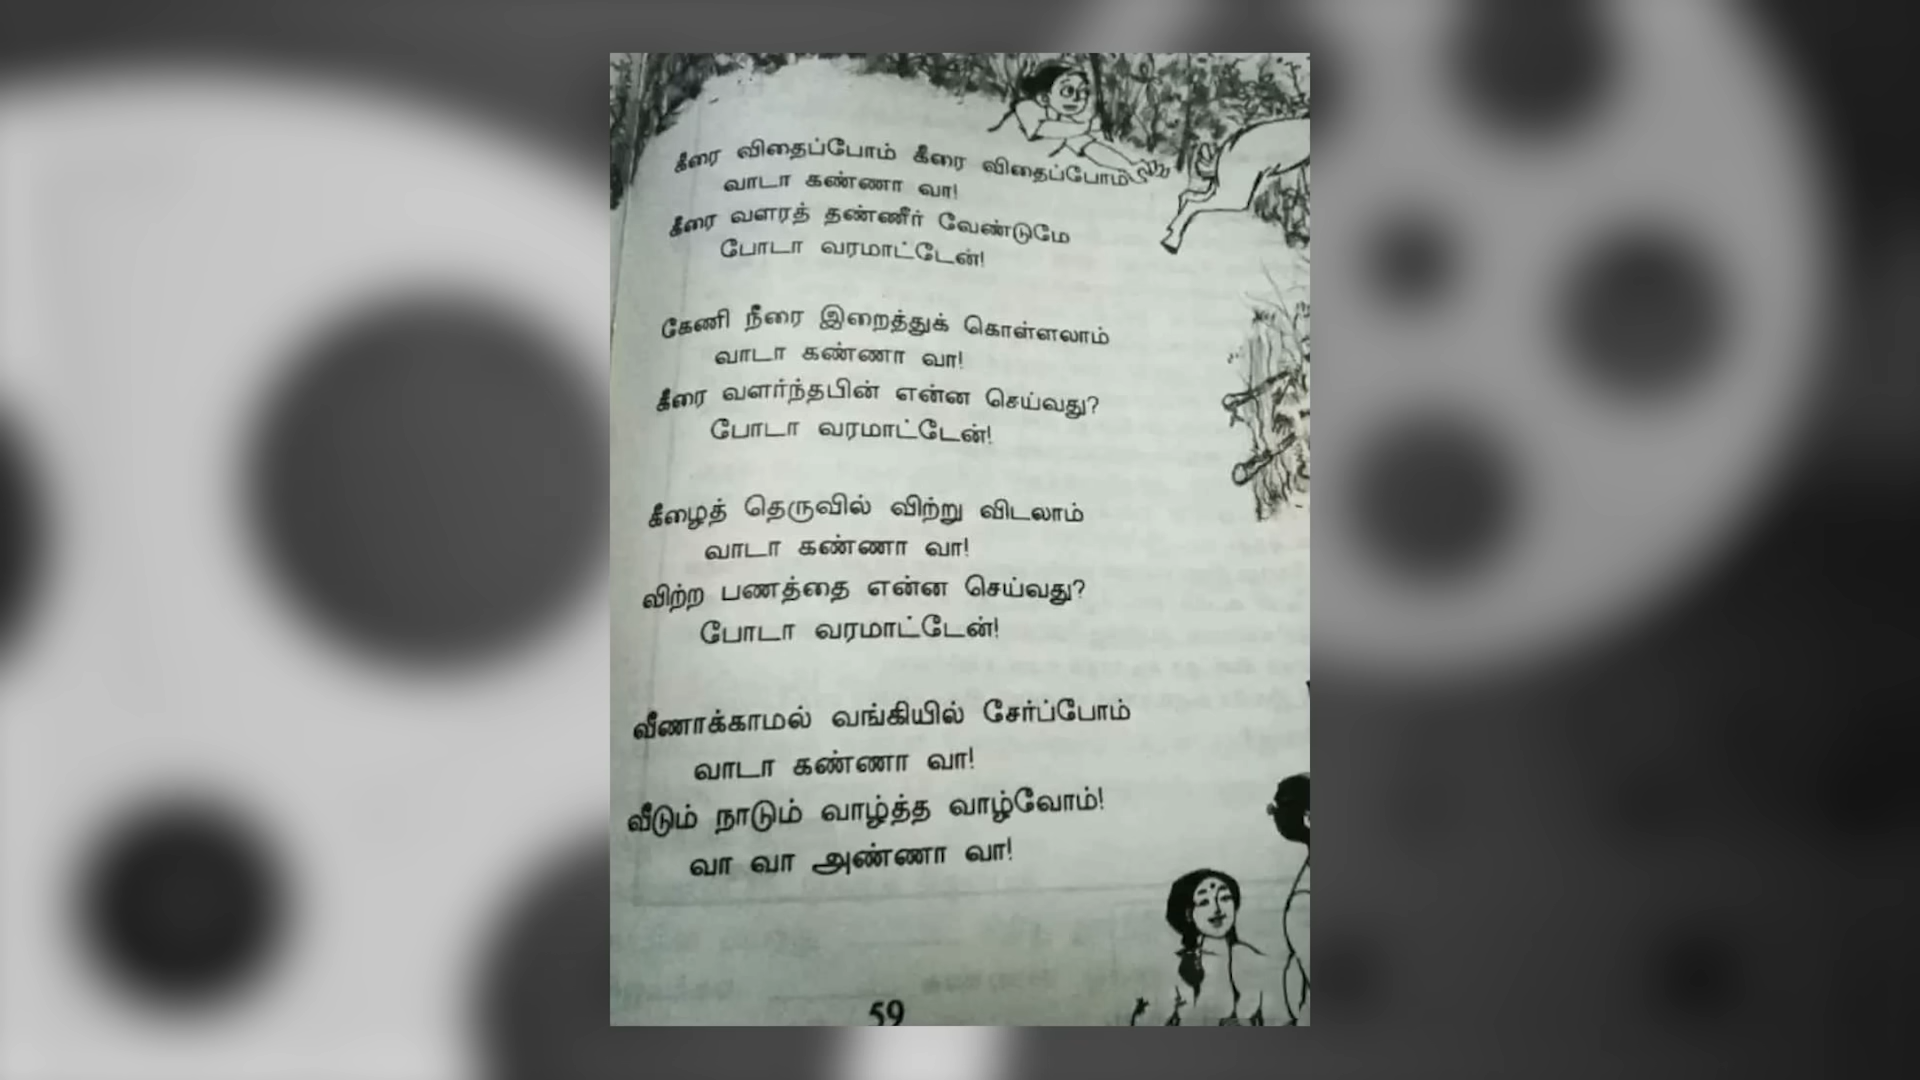 கீரை விதைப்போம் கீரை விதைப்போம்
வாடா கண்ணா வா!
கீரை வளரத் தண்ணீர் வேண்டுமே
போடா வரமாட்டேன்!
கேணி நீரை இறைத்துக் கொள்ளலாம்
வாடா கண்ணா வா!
கீரை வளர்ந்தபின் என்ன செய்வது?
போடா வரமாட்டேன்!
கீழைத் தெருவில் விற்று விடலாம்
வாடா கண்ணா வா!
விற்ற பணத்தை என்ன செய்வது?
போடா வரமாட்டேன்!
வீணாக்காமல் வங்கியில் சேர்ப்போம்
வாடா கண்ணா வா!
வீடும் நாடும் வாழ்த்த வாழ்வோம்!
வா வா அண்ணா வா!
59